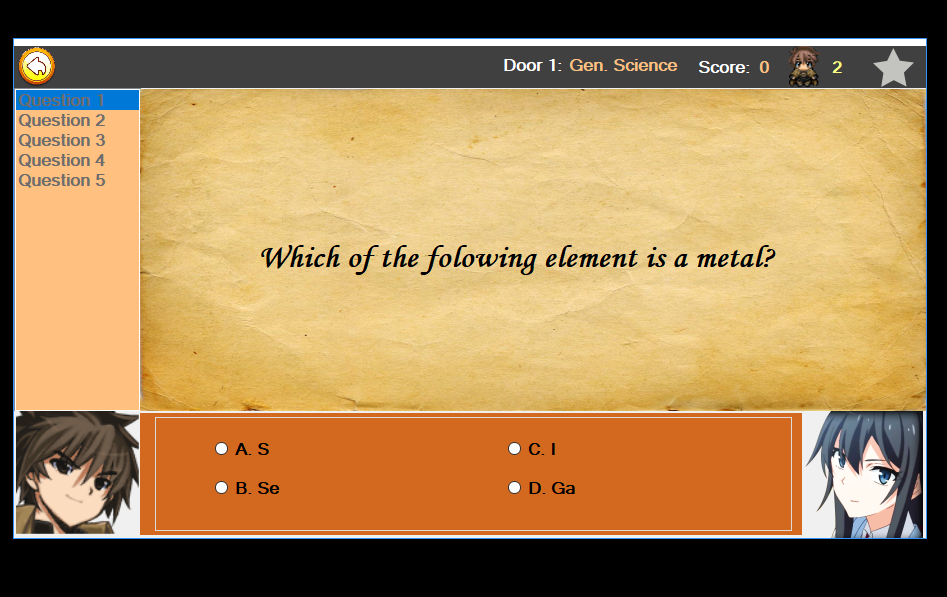 Door 1: Gen. Science Score: 0 2
Question 1
Question 2
Question 3
Question 4
Question 5
Which of the folowing element is a metal?
A. S
C. I
B. Se
D. Ga